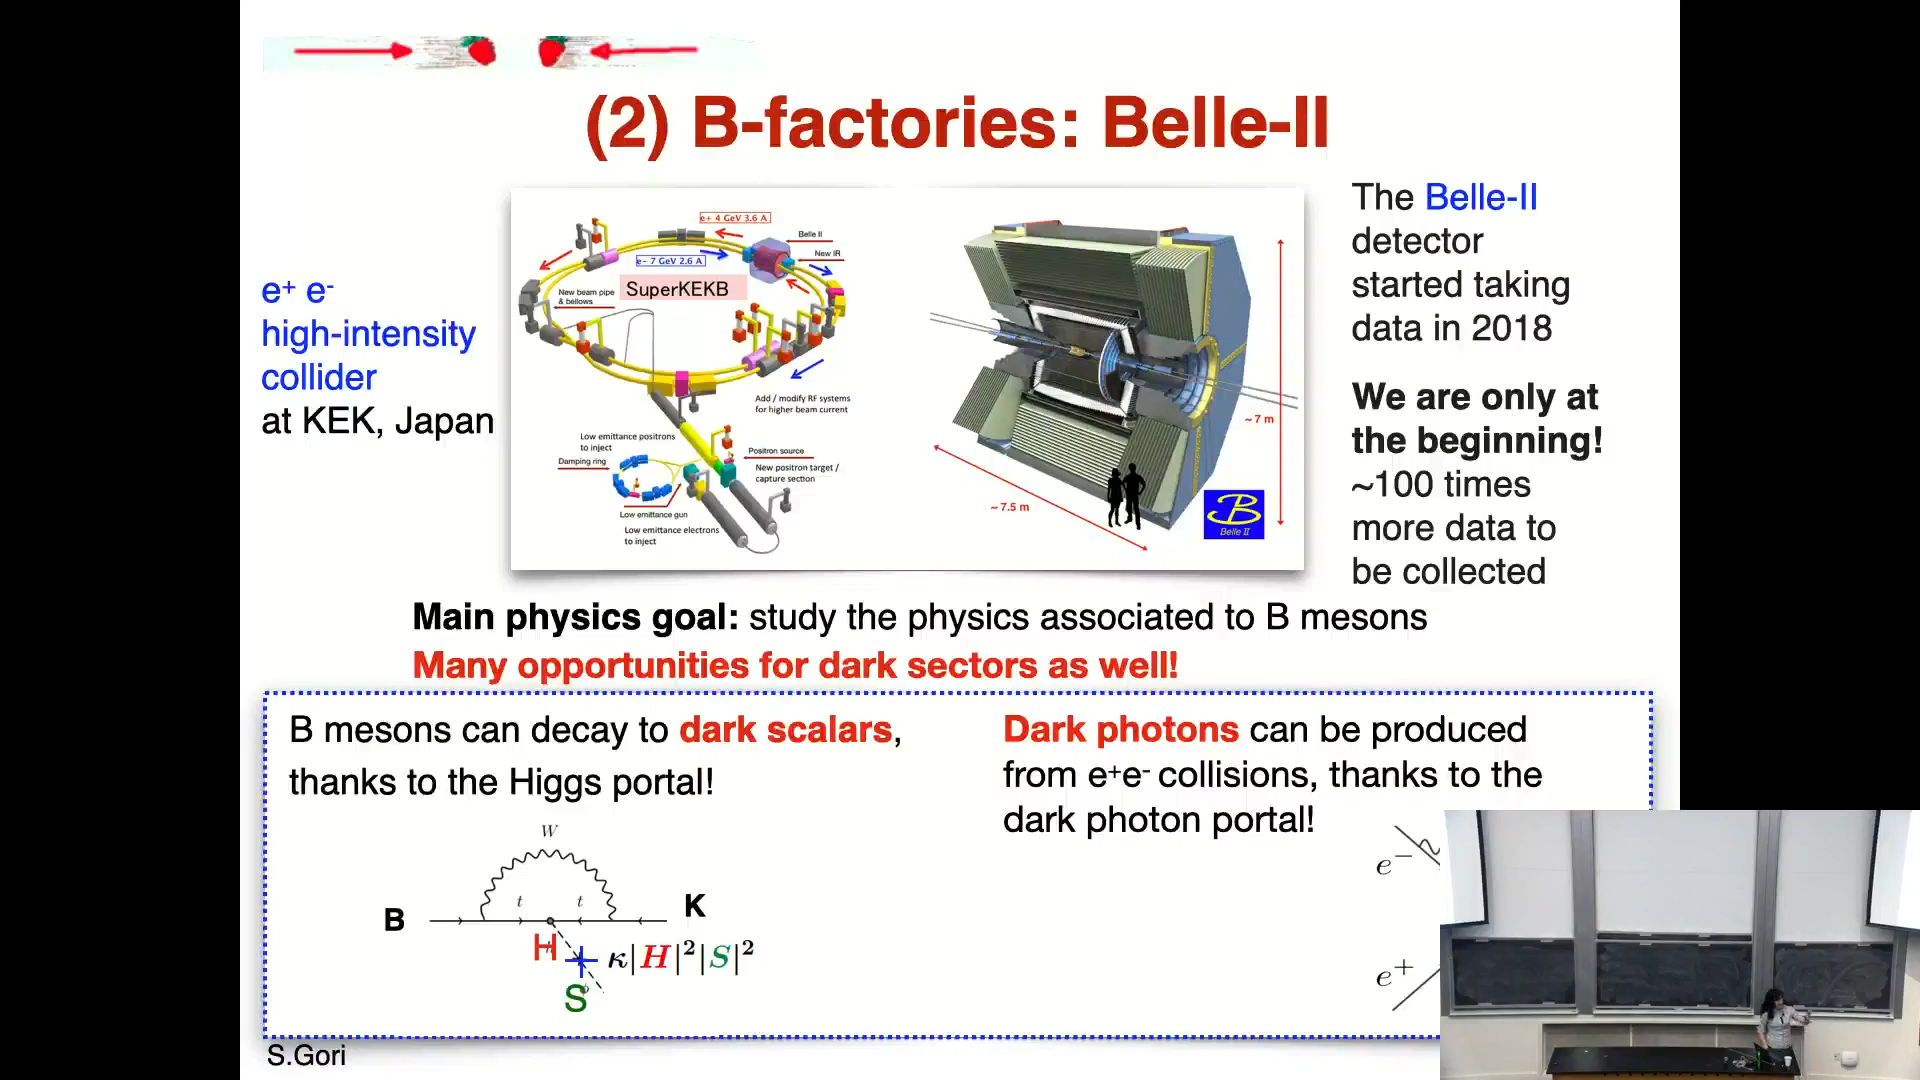 (2) B-factories: Belle-II
e+ e-
high-intensity
collider
at KEK, Japan
e+ 4 GeV 3.6 A
Belle II
New IR
e- 7 GeV 2.6 A
SuperKEKB
New beam pipe
& bellows
Add / modify RF systems
for higher beam current
Low emittance positrons
to inject
Damping ring
Positron source
New positron target /
capture section
Low emittance gun
Low emittance electrons
to inject
~ 7 m
~ 7.5 m
Belle II
The Belle-II
detector
started taking
data in 2018
We are only at
the beginning!
~100 times
more data to
be collected
Main physics goal: study the physics associated to B mesons
Many opportunities for dark sectors as well!
B mesons can decay to dark scalars,
thanks to the Higgs portal!
W
t t
B K
H
κ|H|²|S|²
S
Dark photons can be produced
from e+e- collisions, thanks to the
dark photon portal!
e−
e+
S.Gori